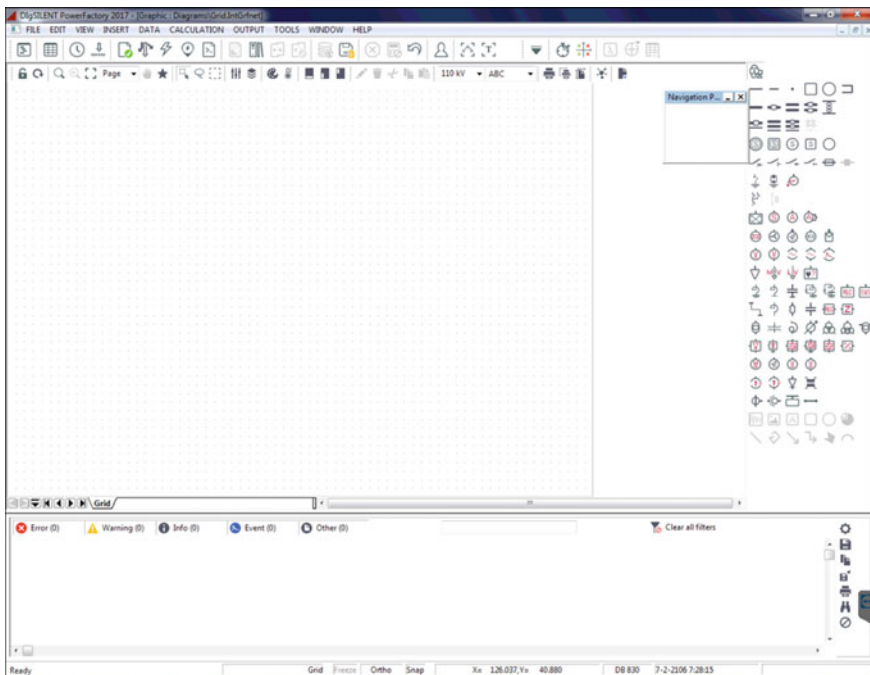 DIgSILENT PowerFactory 2017 - [Graphic : Diagrams\Grid.IntGrfnet]
FILE EDIT VIEW INSERT DATA CALCULATION OUTPUT TOOLS WINDOW HELP
Page 110 kV ABC
Navigation P...
Grid
Error (0) Warning (0) Info (0) Event (0) Other (0) Clear all filters
Ready Grid Freeze Ortho Snap X= 126.037,Y= 40.880 DB 830 7-2-2106 7:28:15